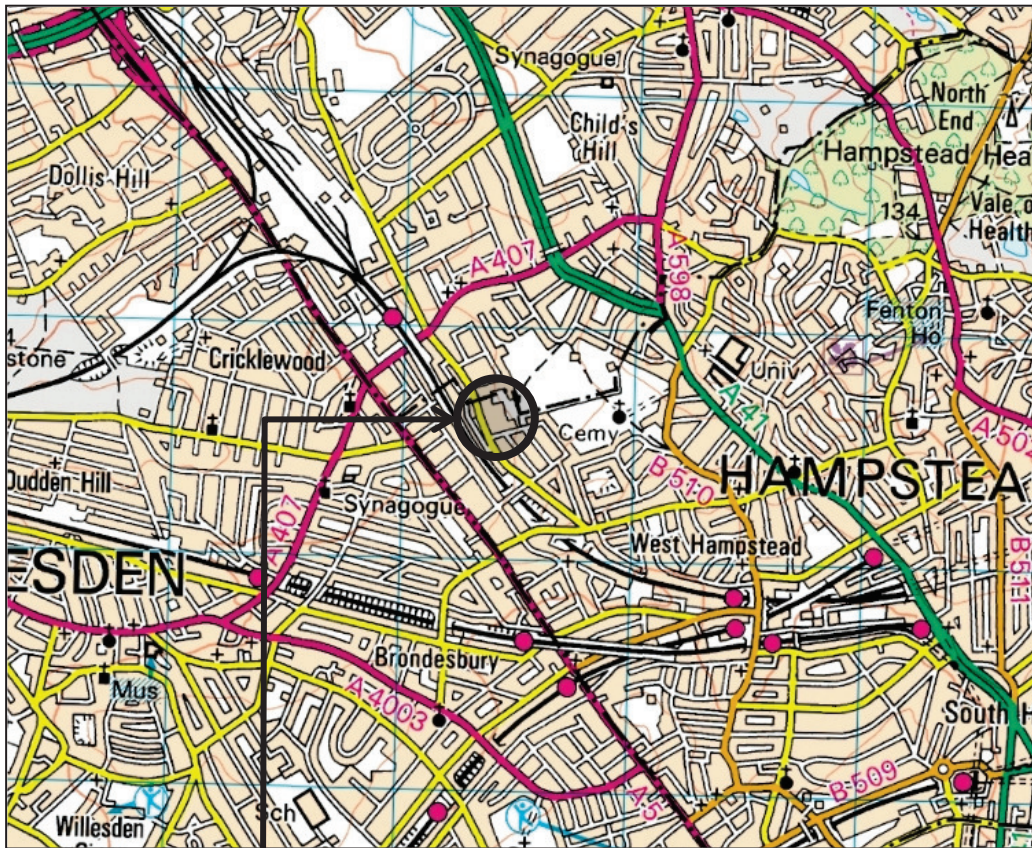 Synagogue
North
End
Child's
Hill
Hampstead Hea
Dollis Hill
134
Vale o
Health
A 407
A 598
Fenton
Ho
stone
Cricklewood
Univ
A 41
Cemy
A 502
B 510
HAMPSTEA
Dudden Hill
A 407
Synagogue
West Hampstead
B 511
ESDEN
Brondesbury
Mus
A 4003
South H
Sch
A 5
B 509
Willesden